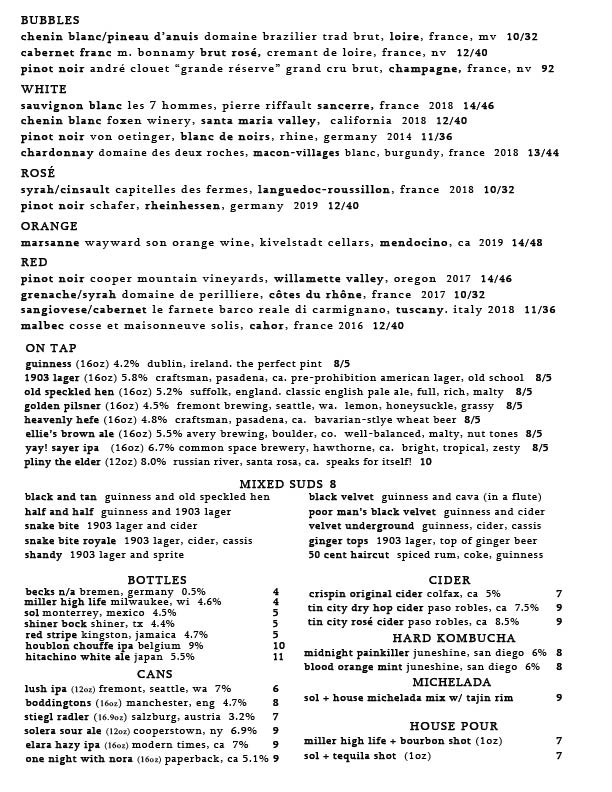 BUBBLES
chenin blanc/pineau d'anuis domaine brazilier trad brut, loire, france, mv 10/32
cabernet franc m. bonnamy brut rosé, cremant de loire, france, nv 12/40
pinot noir andré clouet "grande réserve" grand cru brut, champagne, france, nv 92
WHITE
sauvignon blanc les 7 hommes, pierre riffault sancerre, france 2018 14/46
chenin blanc foxen winery, santa maria valley, california 2018 12/40
pinot noir von oetinger, blanc de noirs, rhine, germany 2014 11/36
chardonnay domaine des deux roches, macon-villages blanc, burgundy, france 2018 13/44
ROSÉ
syrah/cinsault capitelles des fermes, languedoc-roussillon, france 2018 10/32
pinot noir schafer, rheinhessen, germany 2019 12/40
ORANGE
marsanne wayward son orange wine, kivelstadt cellars, mendocino, ca 2019 14/48
RED
pinot noir cooper mountain vineyards, willamette valley, oregon 2017 14/46
grenache/syrah domaine de perilliere, côtes du rhône, france 2017 10/32
sangiovese/cabernet le farnete barco reale di carmignano, tuscany. italy 2018 11/36
malbec cosse et maisonneuve solis, cahor, france 2016 12/40
ON TAP
guinness (16oz) 4.2% dublin, ireland. the perfect pint 8/5
1903 lager (16oz) 5.8% craftsman, pasadena, ca. pre-prohibition american lager, old school 8/5
old speckled hen (16oz) 5.2% suffolk, england. classic english pale ale, full, rich, malty 8/5
golden pilsner (16oz) 4.5% fremont brewing, seattle, wa. lemon, honeysuckle, grassy 8/5
heavenly hefe (16oz) 4.8% craftsman, pasadena, ca. bavarian-stlye wheat beer 8/5
ellie's brown ale (16oz) 5.5% avery brewing, boulder, co. well-balanced, malty, nut tones 8/5
yay! sayer ipa (16oz) 6.7% common space brewery, hawthorne, ca. bright, tropical, zesty 8/5
pliny the elder (12oz) 8.0% russian river, santa rosa, ca. speaks for itself! 10
MIXED SUDS 8
black and tan guinness and old speckled hen
half and half guinness and 1903 lager
snake bite 1903 lager and cider
snake bite royale 1903 lager, cider, cassis
shandy 1903 lager and sprite
black velvet guinness and cava (in a flute)
poor man's black velvet guinness and cider
velvet underground guinness, cider, cassis
ginger tops 1903 lager, top of ginger beer
50 cent haircut spiced rum, coke, guinness
BOTTLES
becks n/a bremen, germany 0.5% 4
miller high life milwaukee, wi 4.6% 4
sol monterrey, mexico 4.5% 5
shiner bock shiner, tx 4.4% 5
red stripe kingston, jamaica 4.7% 5
houblon chouffe ipa belgium 9% 10
hitachino white ale japan 5.5% 11
CANS
lush ipa (12oz) fremont, seattle, wa 7% 6
boddingtons (16oz) manchester, eng 4.7% 8
stiegl radler (16.9oz) salzburg, austria 3.2% 7
solera sour ale (12oz) cooperstown, ny 6.9% 9
elara hazy ipa (16oz) modern times, ca 7% 9
one night with nora (16oz) paperback, ca 5.1% 9
CIDER
crispin original cider colfax, ca 5% 7
tin city dry hop cider paso robles, ca 7.5% 9
tin city rosé cider paso robles, ca 8.5% 9
HARD KOMBUCHA
midnight painkiller juneshine, san diego 6% 8
blood orange mint juneshine, san diego 6% 8
MICHELADA
sol + house michelada mix w/ tajin rim 9
HOUSE POUR
miller high life + bourbon shot (1oz) 7
sol + tequila shot (1oz) 7